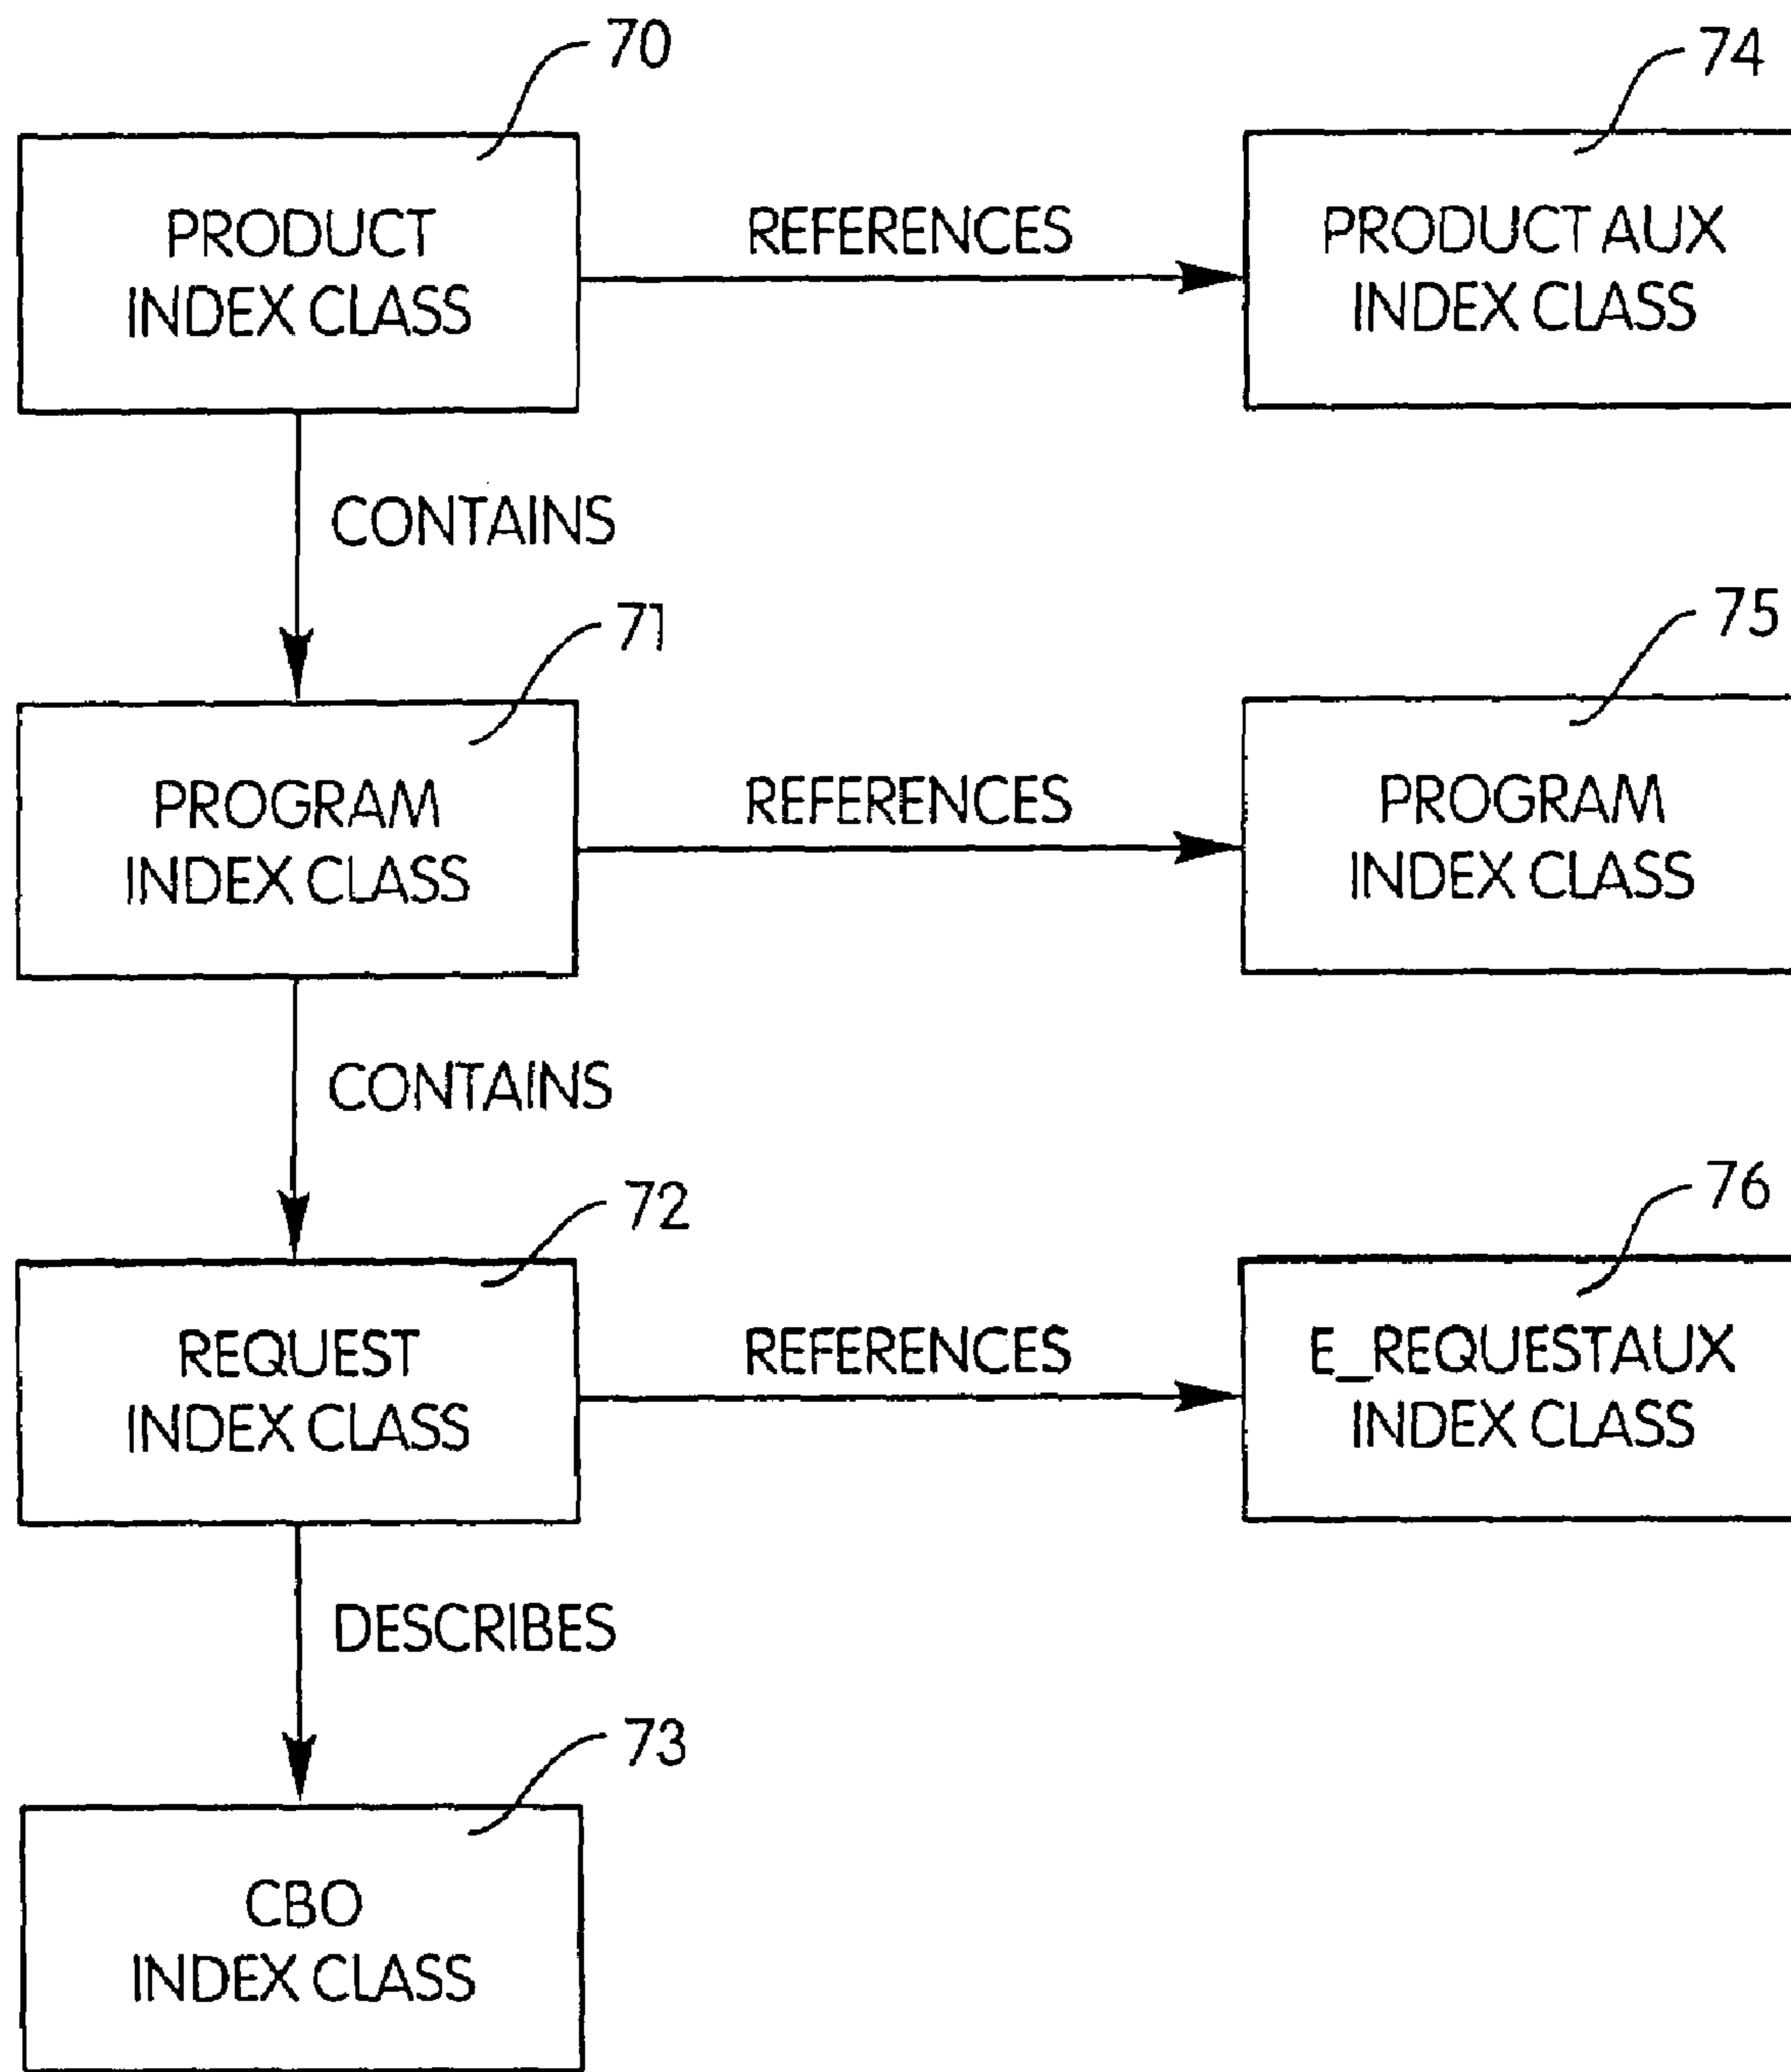 70
74
PRODUCT
INDEX CLASS
REFERENCES
PRODUCT AUX
INDEX CLASS
CONTAINS
71
75
PROGRAM
INDEX CLASS
REFERENCES
PROGRAM
INDEX CLASS
CONTAINS
72
76
REQUEST
INDEX CLASS
REFERENCES
E_REQUESTAUX
INDEX CLASS
DESCRIBES
73
CBO
INDEX CLASS